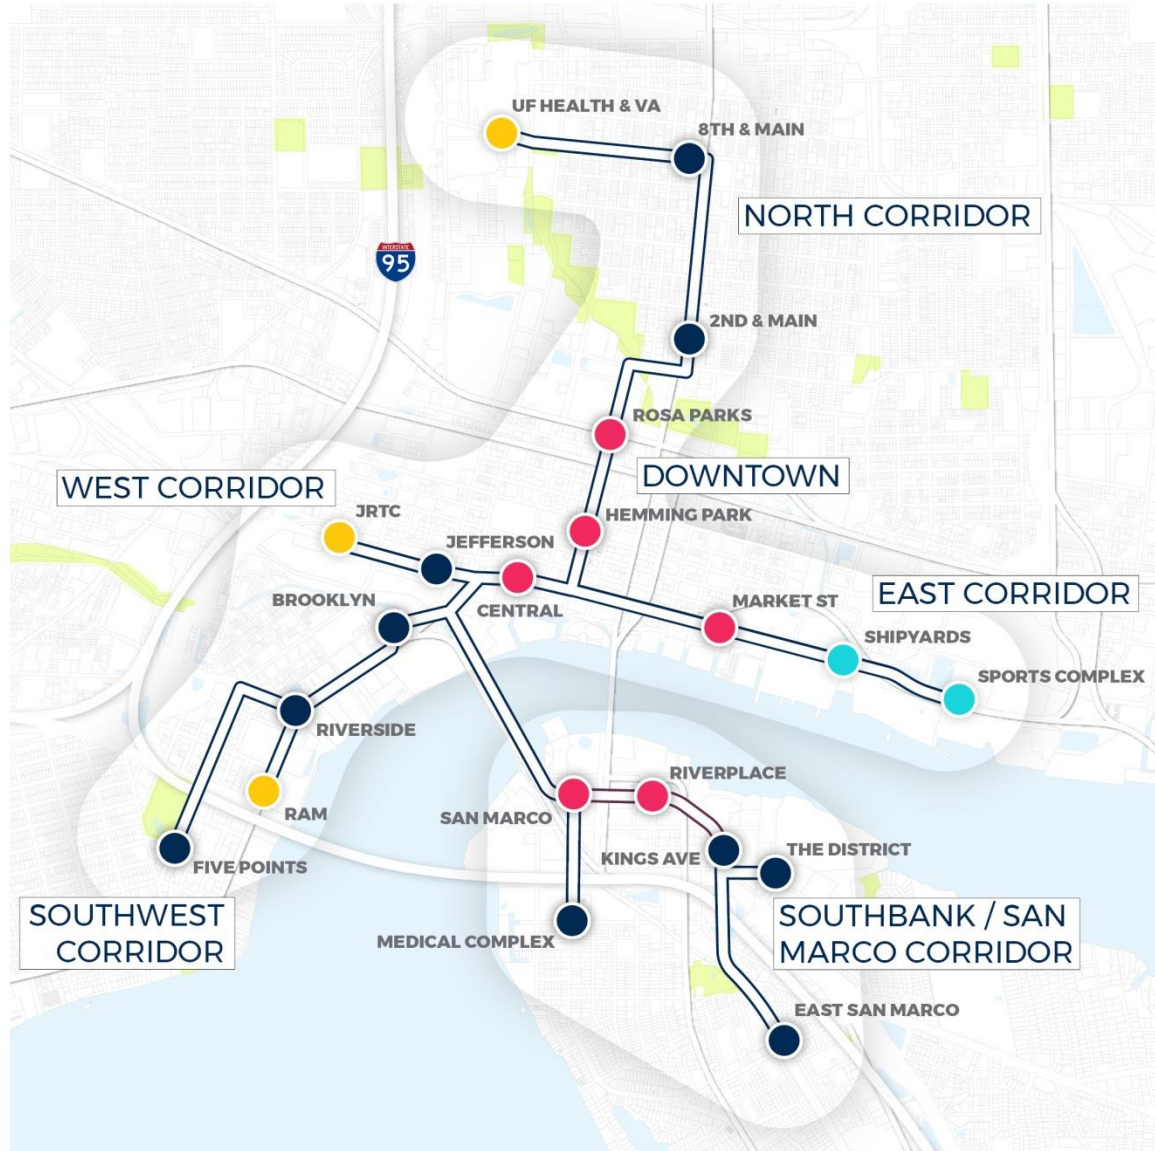 UF HEALTH & VA
8TH & MAIN
NORTH CORRIDOR
INTERSTATE
95
2ND & MAIN
ROSA PARKS
DOWNTOWN
WEST CORRIDOR
JRTC
HEMMING PARK
JEFFERSON
BROOKLYN
CENTRAL
MARKET ST
EAST CORRIDOR
SHIPYARDS
SPORTS COMPLEX
RIVERSIDE
RIVERPLACE
RAM
SAN MARCO
KINGS AVE
THE DISTRICT
FIVE POINTS
SOUTHWEST
CORRIDOR
MEDICAL COMPLEX
SOUTHBANK / SAN
MARCO CORRIDOR
EAST SAN MARCO